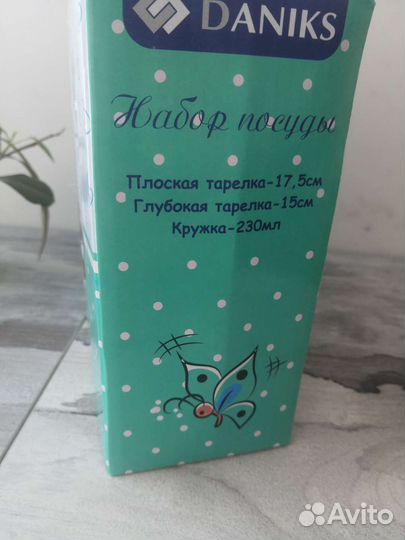 DANIKS
Набор посуды
Плоская тарелка-17,5см
Глубокая тарелка-15см
Кружка-230мл
Avito